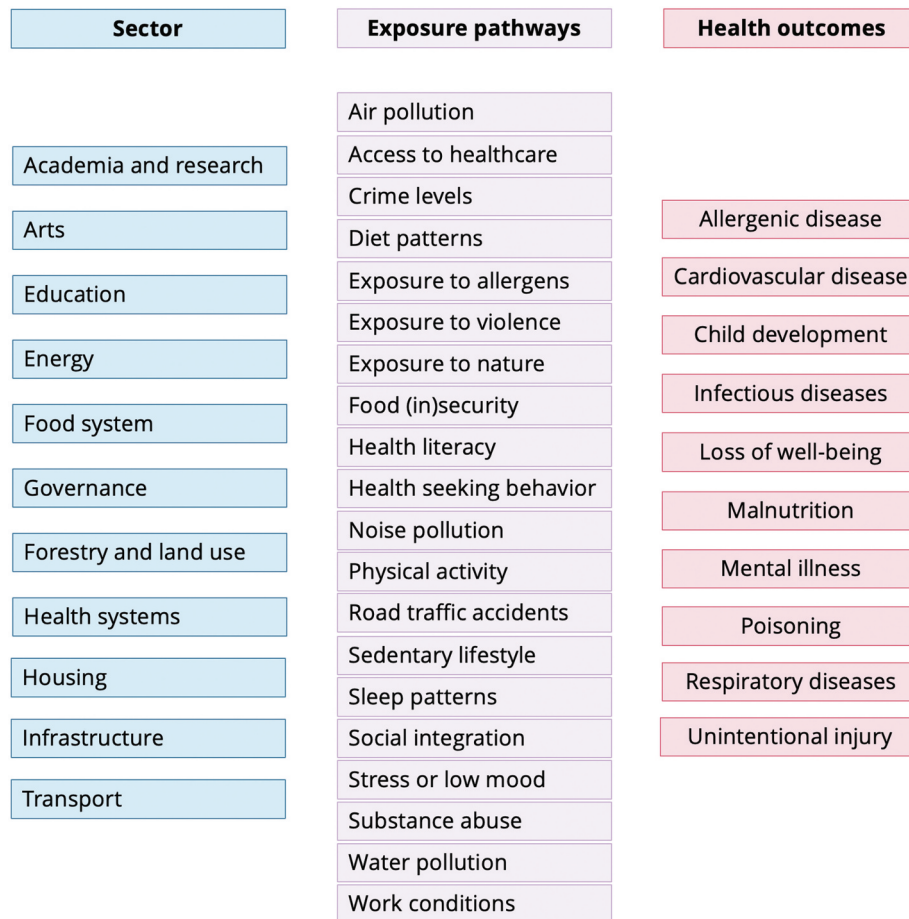 Sector
Exposure pathways
Health outcomes
Academia and research
Arts
Education
Energy
Food system
Governance
Forestry and land use
Health systems
Housing
Infrastructure
Transport
Air pollution
Access to healthcare
Crime levels
Diet patterns
Exposure to allergens
Exposure to violence
Exposure to nature
Food (in)security
Health literacy
Health seeking behavior
Noise pollution
Physical activity
Road traffic accidents
Sedentary lifestyle
Sleep patterns
Social integration
Stress or low mood
Substance abuse
Water pollution
Work conditions
Allergenic disease
Cardiovascular disease
Child development
Infectious diseases
Loss of well-being
Malnutrition
Mental illness
Poisoning
Respiratory diseases
Unintentional injury